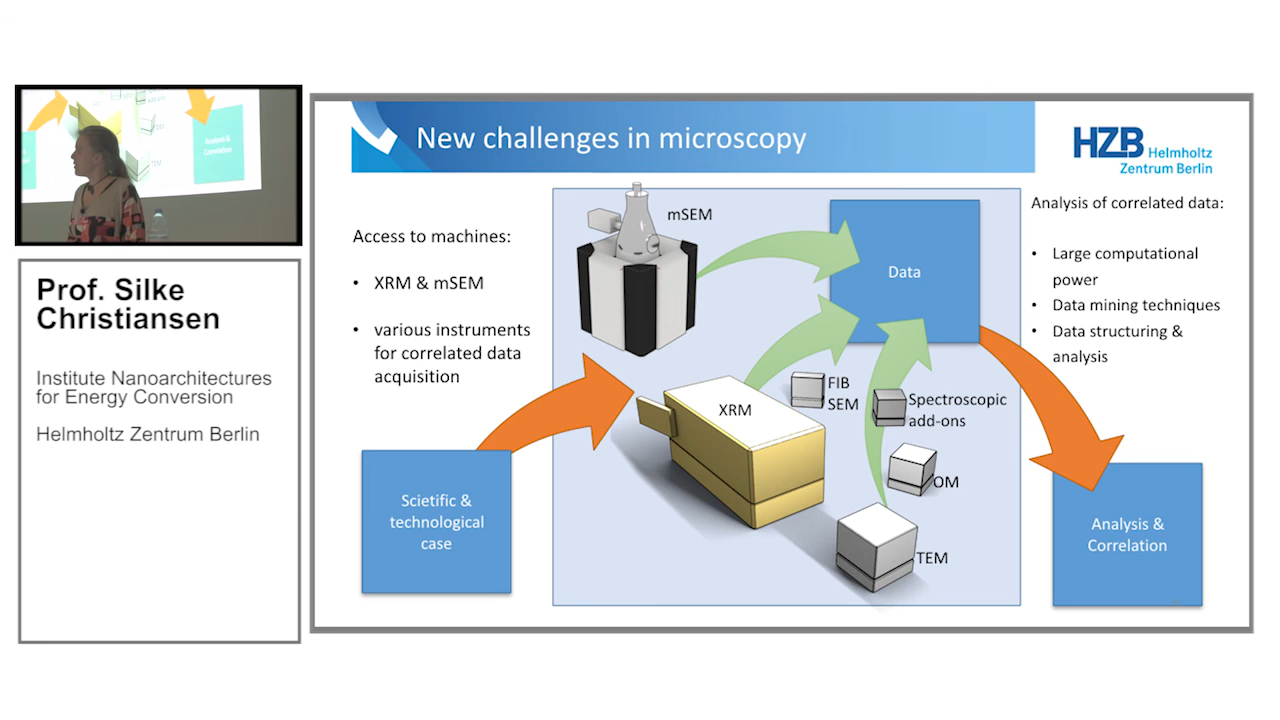 Analysis &
Correlation
TEM
Prof. Silke
Christiansen
Institute Nanoarchitectures
for Energy Conversion
Helmholtz Zentrum Berlin
New challenges in microscopy
HZB Helmholtz
Zentrum Berlin
Access to machines:
• XRM & mSEM
• various instruments
for correlated data
acquisition
mSEM
Data
XRM
FIB
SEM
Spectroscopic
add-ons
OM
TEM
Scietific &
technological
case
Analysis of correlated data:
• Large computational
power
• Data mining techniques
• Data structuring &
analysis
Analysis &
Correlation